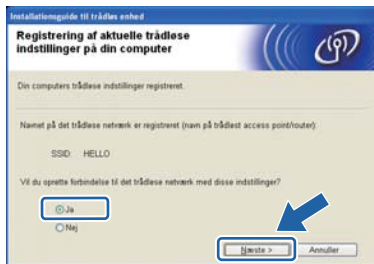 Installationsguide til trådløs enhed
Registrering af aktuelle trådløse
indstillinger på din computer
Din computers trådløse indstillinger registreret.
Navnet på det trådløse netværk er registreret (navn på trådløst access point/router):
SSID: HELLO
Vil du oprette forbindelse til det trådløse netværk med disse indstillinger?
Ja
Nej
Næste >
Annuller